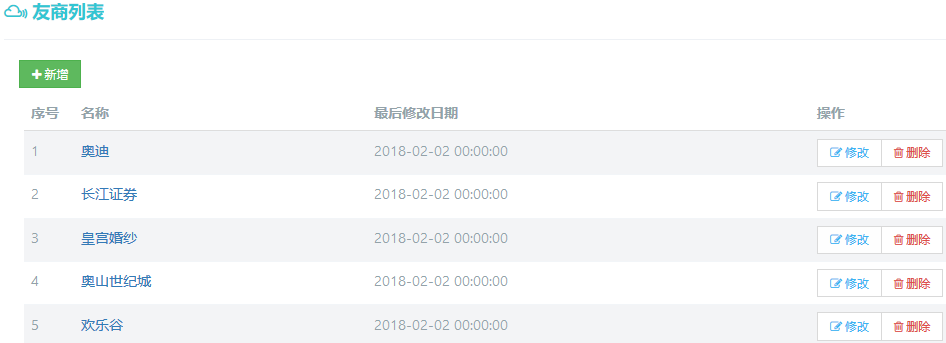 友商列表
新增
序号 名称 最后修改日期 操作
1 奥迪 2018-02-02 00:00:00 修改 删除
2 长江证券 2018-02-02 00:00:00 修改 删除
3 皇宫婚纱 2018-02-02 00:00:00 修改 删除
4 奥山世纪城 2018-02-02 00:00:00 修改 删除
5 欢乐谷 2018-02-02 00:00:00 修改 删除